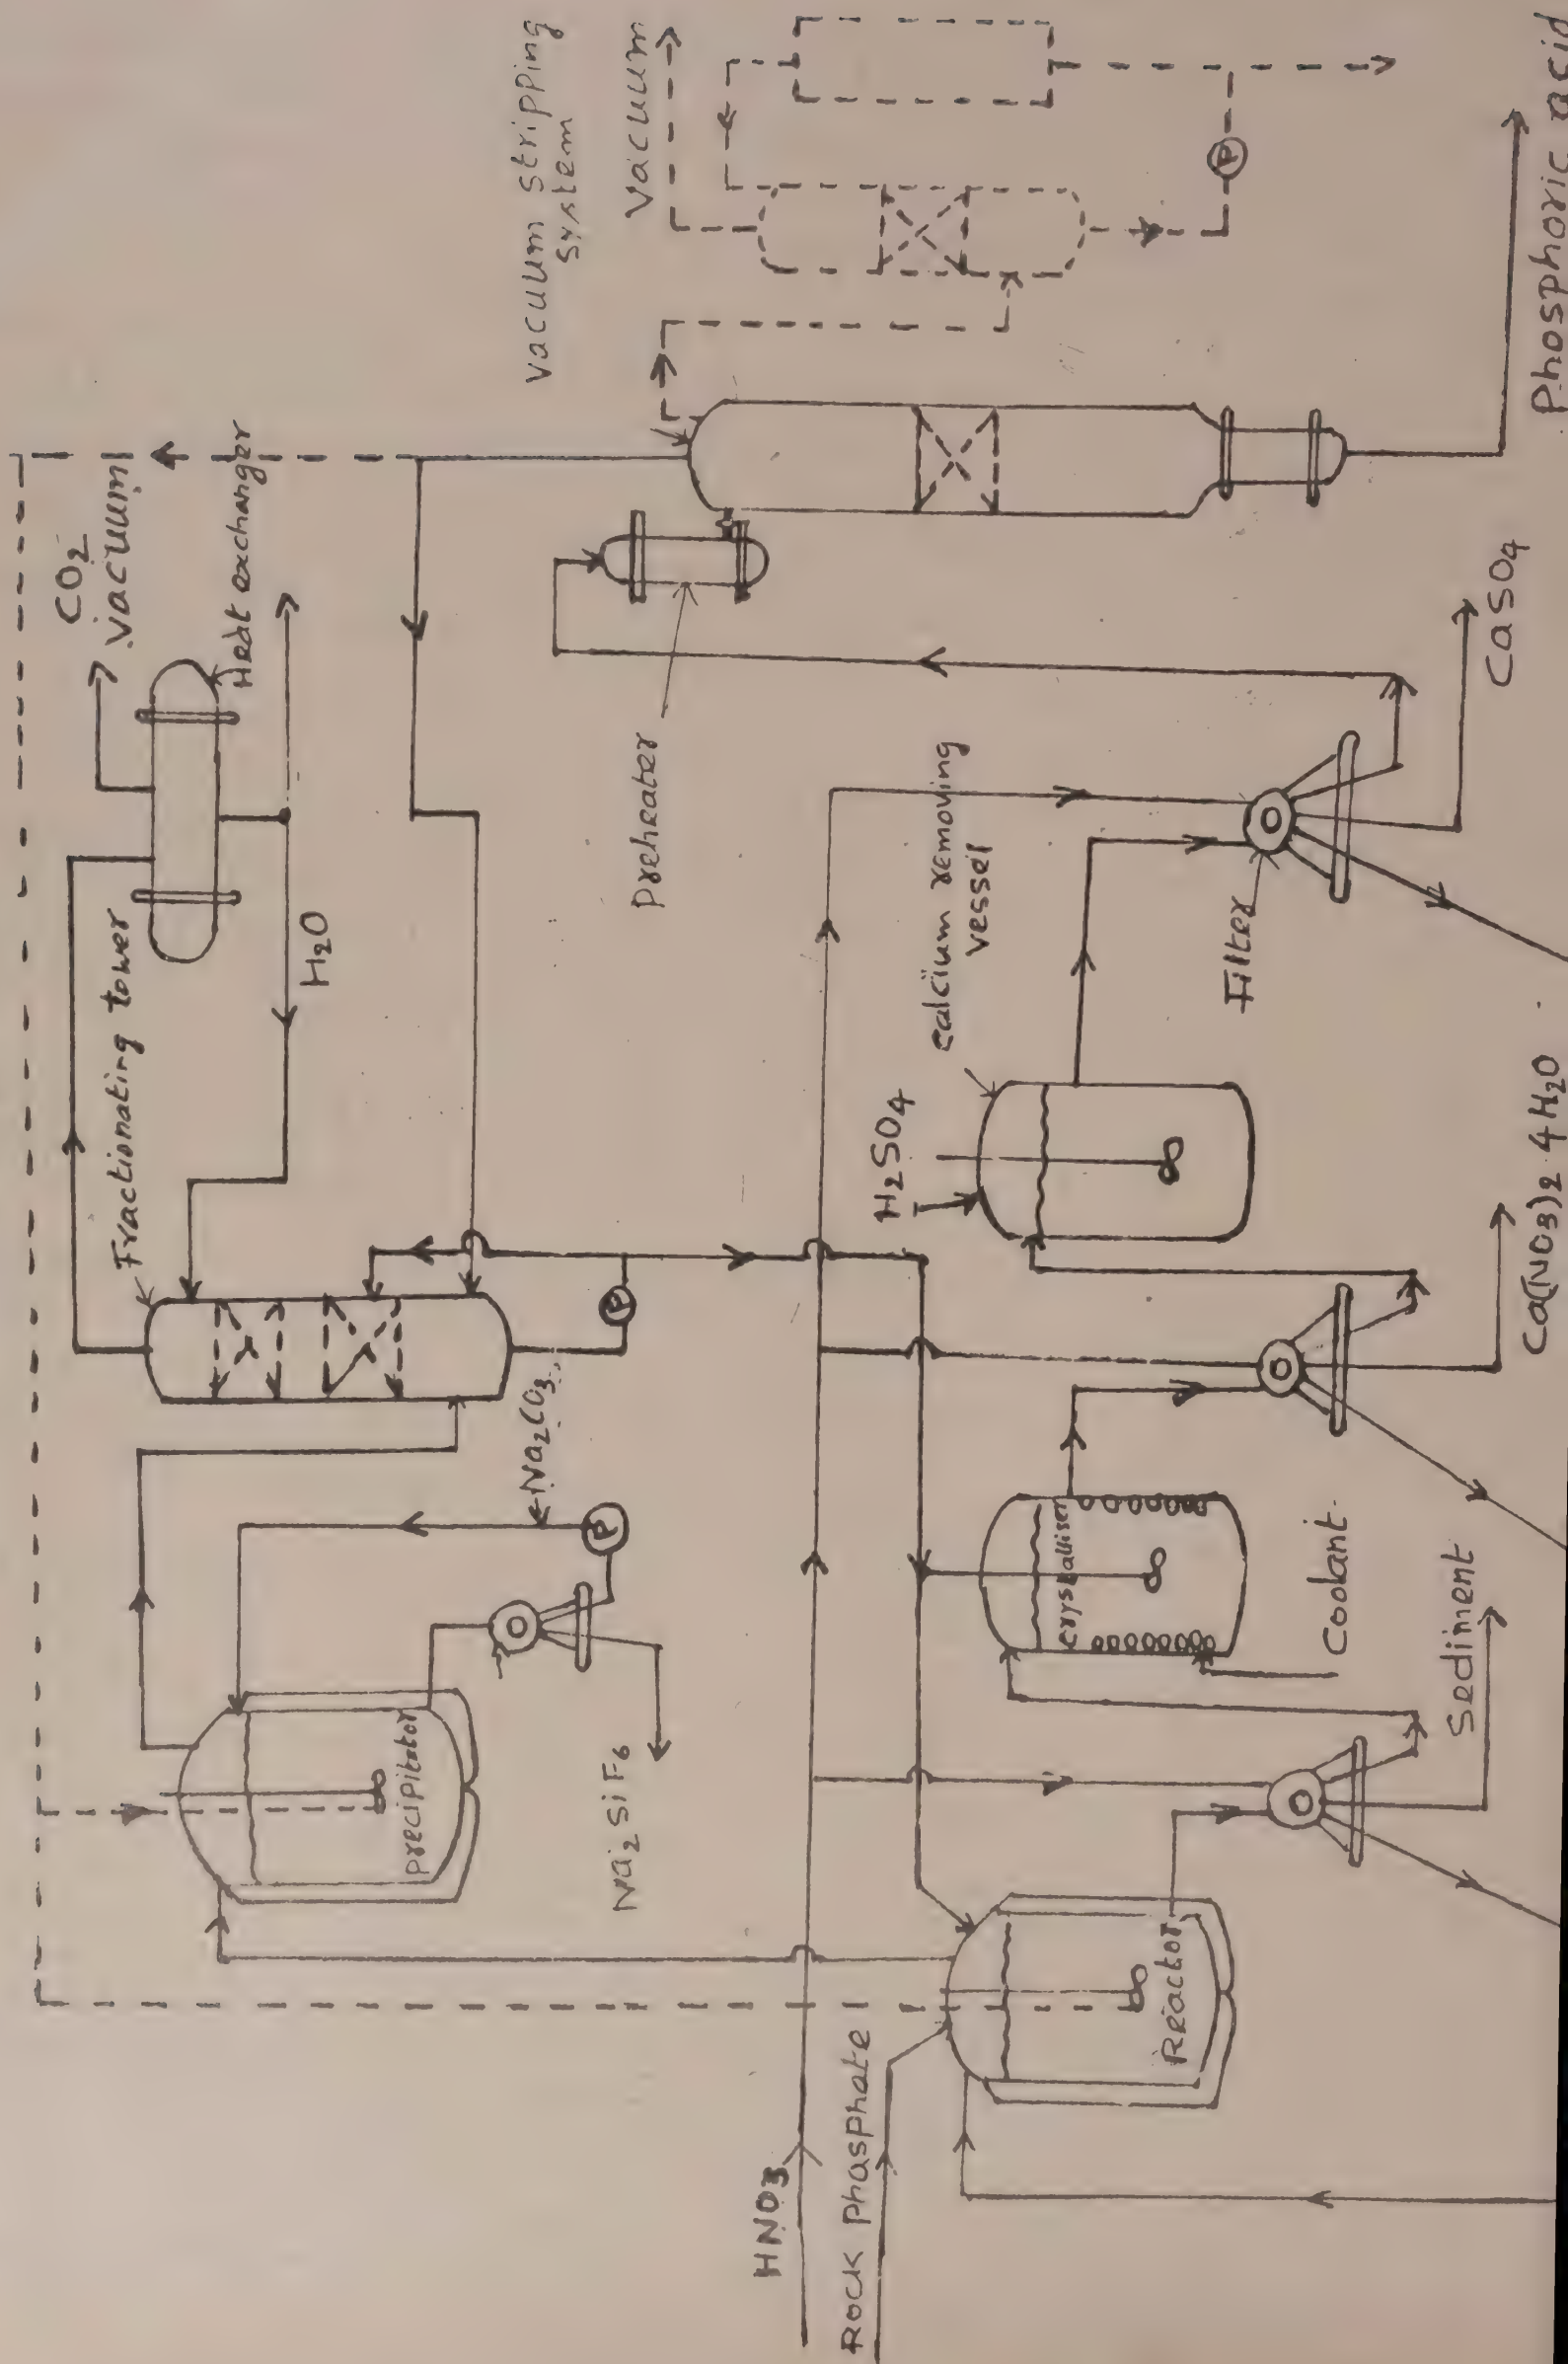 CO2
vacuum
Heat exchanger
Fractionating tower
H2O
vacuum stripping
system
vacuum
Preheater
Na2CO3
P
P
P
precipitator
Na2SiF6
HNO3
Rock Phasphate
Reactor
crystalliser
Coolant
Sediment
H2SO4
calcium removing
vessel
Filter
Ca(NO3)2 4H2O
CaSO4
Phosphoric acid